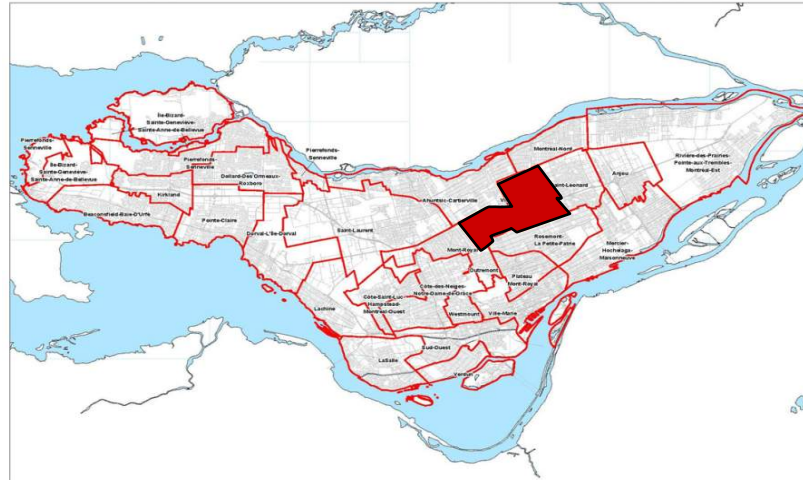 Île-Bizard-
Sainte-Geneviève-
Sainte-Anne-de-Bellevue
Pierrefonds-
Senneville
Île-Bizard-
Sainte-Geneviève-
Sainte-Anne-de-Bellevue
Pierrefonds-
Senneville
Pierrefonds-
Senneville
Dollard-Des Ormeaux-
Roxboro
Kirkland
Beaconsfield-Baie-D'Urfé
Pointe-Claire
Dorval-L'Île-Dorval
Saint-Laurent
Ahuntsic-Cartierville
Montréal-Nord
Saint-Léonard
Anjou
Rivière-des-Prairies-
Pointe-aux-Trembles-
Montréal-Est
Mont-Royal
Rosemont-
La Petite-Patrie
Mercier-
Hochelaga-
Maisonneuve
Outremont
Plateau
Mont-Royal
Côte-des-Neiges-
Notre-Dame-de-Grâce
Côte-Saint-Luc-
Hampstead-
Montréal-Ouest
Lachine
Westmount
Ville-Marie
Sud-Ouest
LaSalle
Verdun